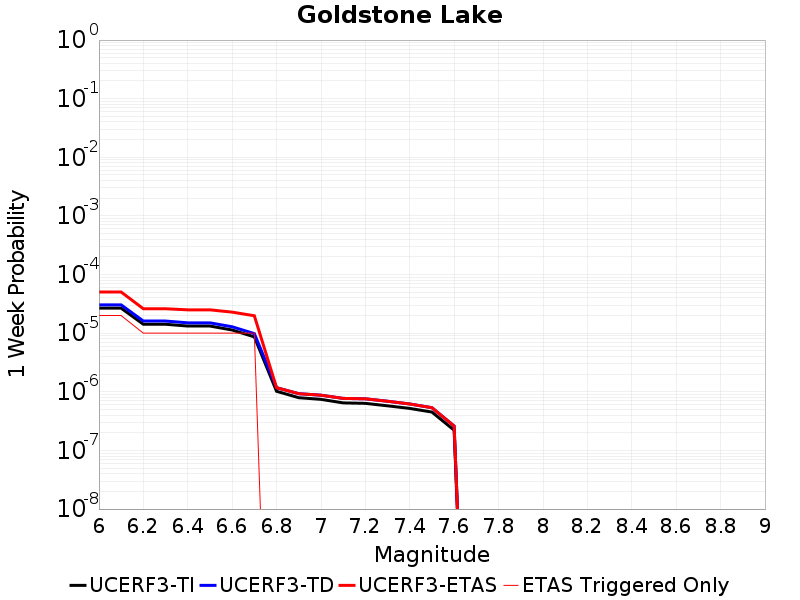 Goldstone Lake
1 Week Probability
10^0
10^-1
10^-2
10^-3
10^-4
10^-5
10^-6
10^-7
10^-8
6 6.2 6.4 6.6 6.8 7 7.2 7.4 7.6 7.8 8 8.2 8.4 8.6 8.8 9
Magnitude
UCERF3-TI UCERF3-TD UCERF3-ETAS ETAS Triggered Only